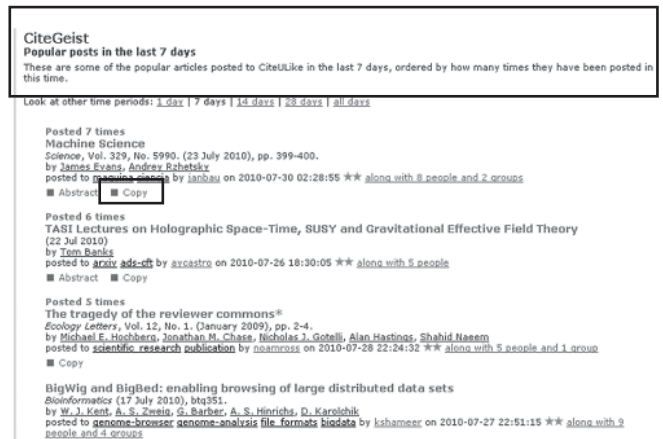 CiteGeist
Popular posts in the last 7 days
These are some of the popular articles posted to CiteULike in the last 7 days, ordered by how many times they have been posted in
this time.
Look at other time periods: 1 day | 7 days | 14 days | 28 days | all days
Posted 7 times
Machine Science
Science, Vol. 329, No. 5990. (23 July 2010), pp. 399-400.
by James Evans, Andrey Rzhetsky
posted to maquina ciencia by ianbau on 2010-07-30 02:28:55 ★★ along with 8 people and 2 groups
■ Abstract ■ Copy
Posted 6 times
TASI Lectures on Holographic Space-Time, SUSY and Gravitational Effective Field Theory
(22 Jul 2010)
by Tom Banks
posted to arxiv ads-cft by avcastro on 2010-07-26 18:30:05 ★★ along with 5 people
■ Abstract ■ Copy
Posted 5 times
The tragedy of the reviewer commons*
Ecology Letters, Vol. 12, No. 1. (January 2009), pp. 2-4.
by Michael E. Hochberg, Jonathan M. Chase, Nicholas J. Gotelli, Alan Hastings, Shahid Naeem
posted to scientific_research publication by noamross on 2010-07-28 22:24:32 ★★ along with 5 people and 1 group
■ Copy
BigWig and BigBed: enabling browsing of large distributed data sets
Bioinformatics (17 July 2010), btq351.
by W. J. Kent, A. S. Zweig, G. Barber, A. S. Hinrichs, D. Karolchik
posted to genome-browser genome-analysis file_formats bigdata by kshameer on 2010-07-27 22:51:15 ★★ along with 9
people and 4 groups